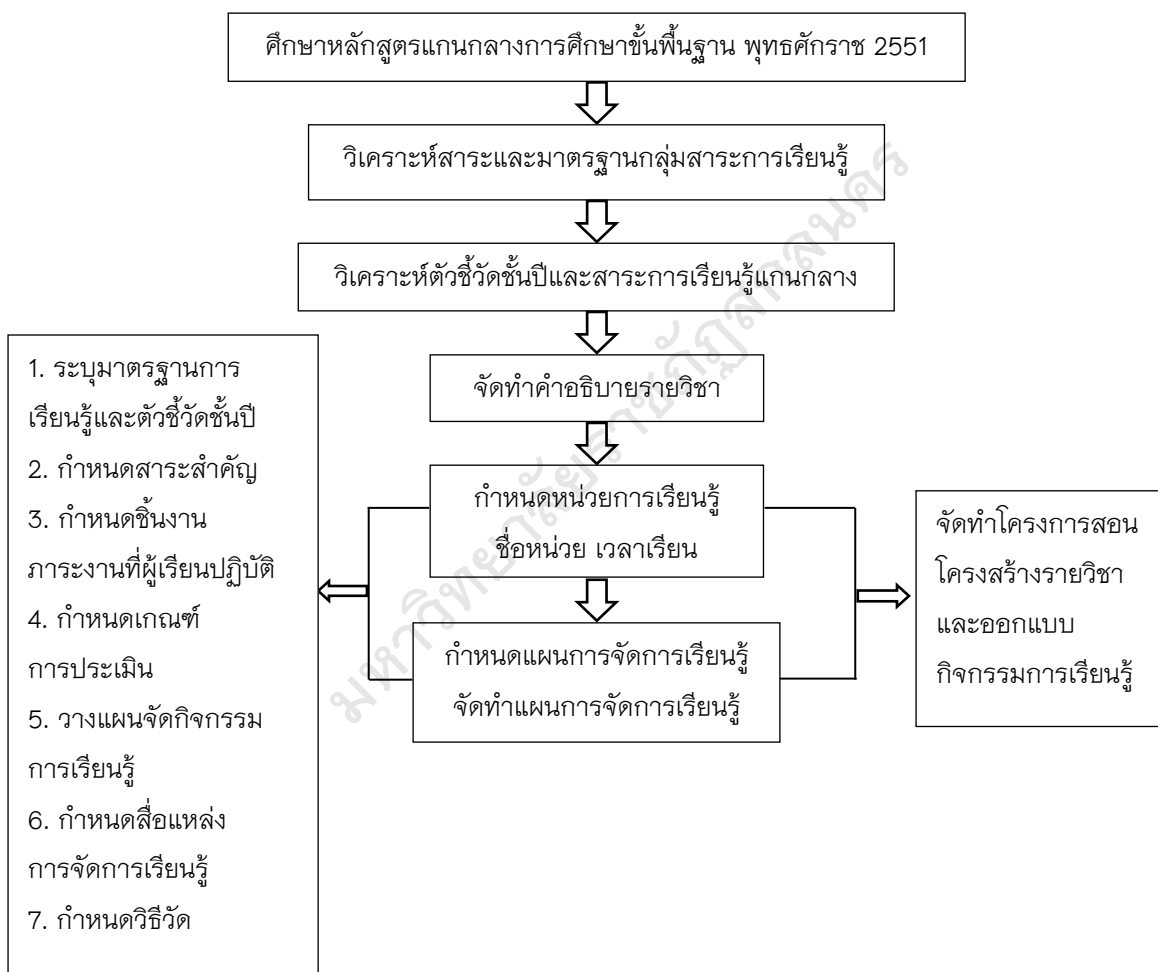 ศึกษาหลักสูตรแกนกลางการศึกษาขั้นพื้นฐาน พุทธศักราช 2551
วิเคราะห์สาระและมาตรฐานกลุ่มสาระการเรียนรู้
วิเคราะห์ตัวชี้วัดชั้นปีและสาระการเรียนรู้แกนกลาง
จัดทำคำอธิบายรายวิชา
กำหนดหน่วยการเรียนรู้
ชื่อหน่วย เวลาเรียน
กำหนดแผนการจัดการเรียนรู้
จัดทำแผนการจัดการเรียนรู้
1. ระบุมาตรฐานการ
เรียนรู้และตัวชี้วัดชั้นปี
2. กำหนดสาระสำคัญ
3. กำหนดชิ้นงาน
ภาระงานที่ผู้เรียนปฏิบัติ
4. กำหนดเกณฑ์
การประเมิน
5. วางแผนจัดกิจกรรม
การเรียนรู้
6. กำหนดสื่อแหล่ง
การจัดการเรียนรู้
7. กำหนดวิธีวัด
จัดทำโครงการสอน
โครงสร้างรายวิชา
และออกแบบ
กิจกรรมการเรียนรู้
มหาวิทยาลัยราชภัฏสกลนคร